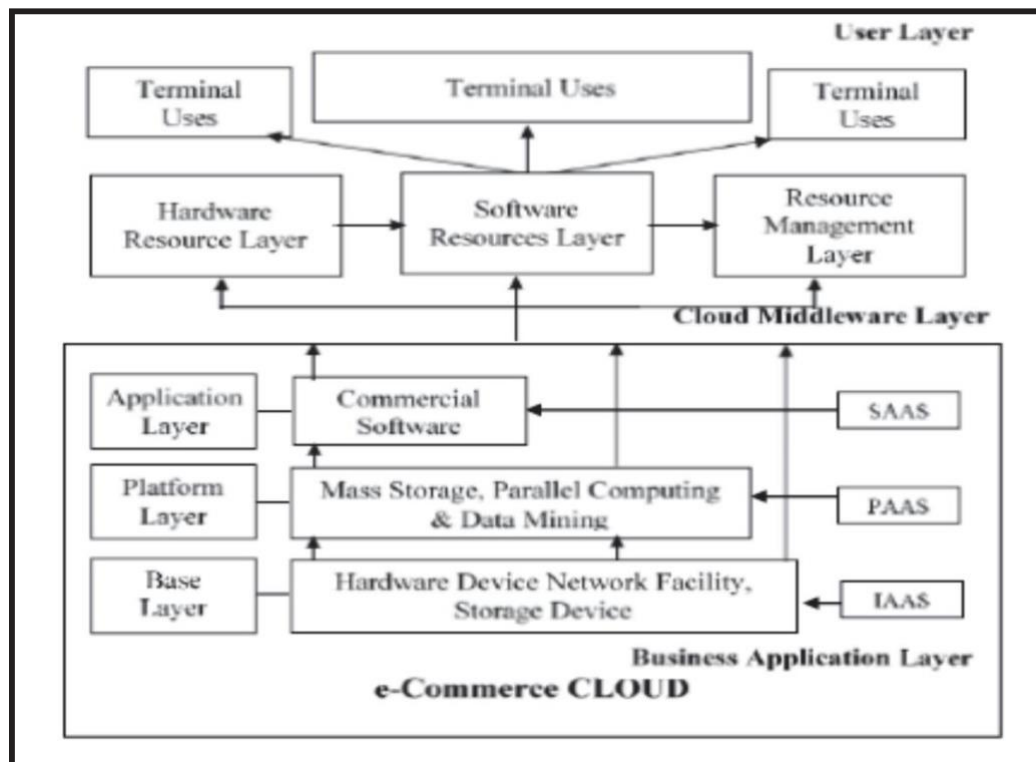 User Layer
Terminal
Uses
Terminal Uses
Terminal
Uses
Hardware
Resource Layer
Software
Resources Layer
Resource
Management
Layer
Cloud Middleware Layer
Application
Layer
Commercial
Software
SAAS
Platform
Layer
Mass Storage, Parallel Computing
& Data Mining
PAAS
Base
Layer
Hardware Device Network Facility,
Storage Device
IAAS
Business Application Layer
e-Commerce CLOUD